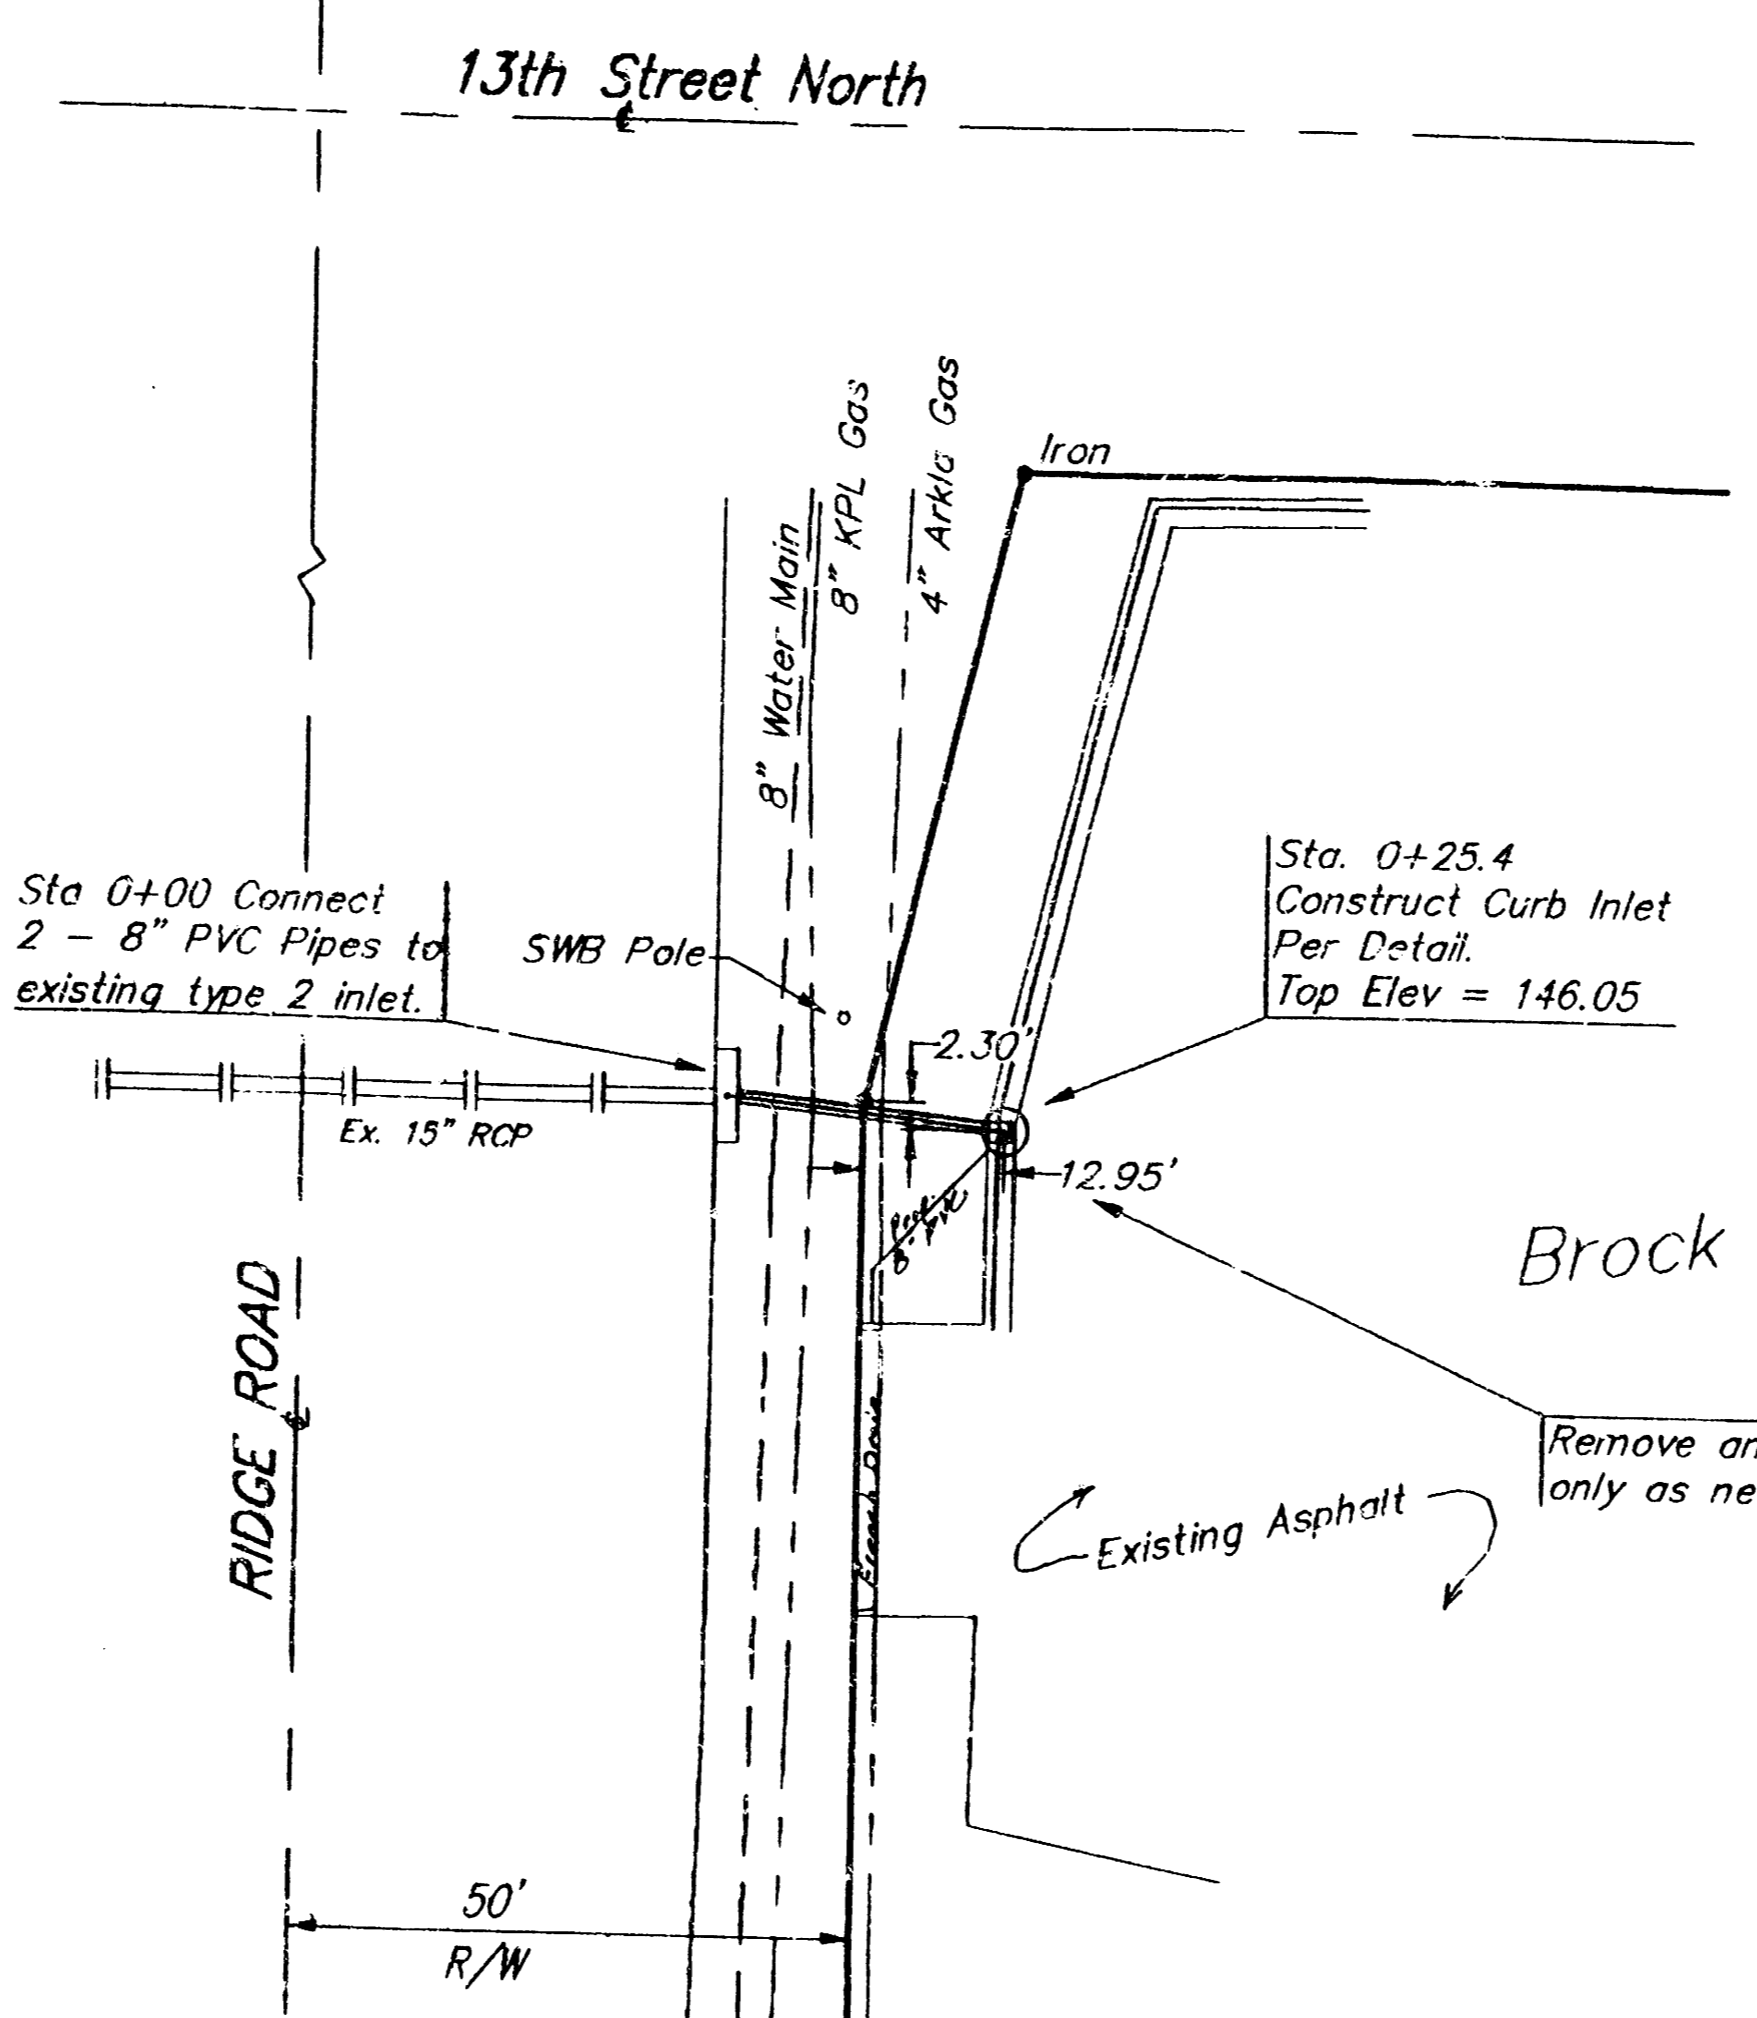 13th Street North
8" Water Main
8" KPL Gas
4" Arkla Gas
Iron
Sta 0+00 Connect
2 - 8" PVC Pipes to
existing type 2 inlet.
SWB Pole
Sta. 0+25.4
Construct Curb Inlet
Per Detail.
Top Elev = 146.05
2.30'
Ex. 15" RCP
12.95'
Brock
RIDGE ROAD
French Drain
Remove an
only as ne
Existing Asphalt
50'
R/W